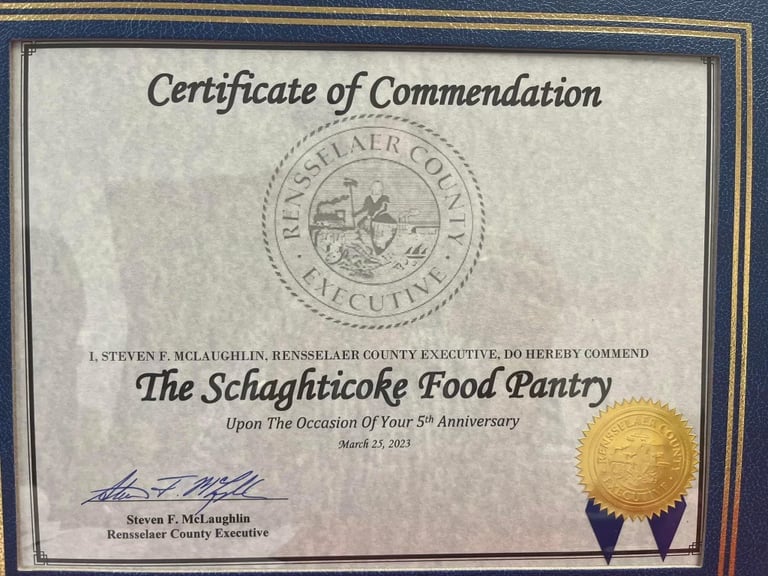 Certificate of Commendation
RENSSELAER COUNTY
EXECUTIVE
I, STEVEN F. MCLAUGHLIN, RENSSELAER COUNTY EXECUTIVE, DO HEREBY COMMEND
The Schaghticoke Food Pantry
Upon The Occasion Of Your 5th Anniversary
March 25, 2023
Steven F. McLaughlin
Rensselaer County Executive
RENSSELAER COUNTY
EXECUTIVE